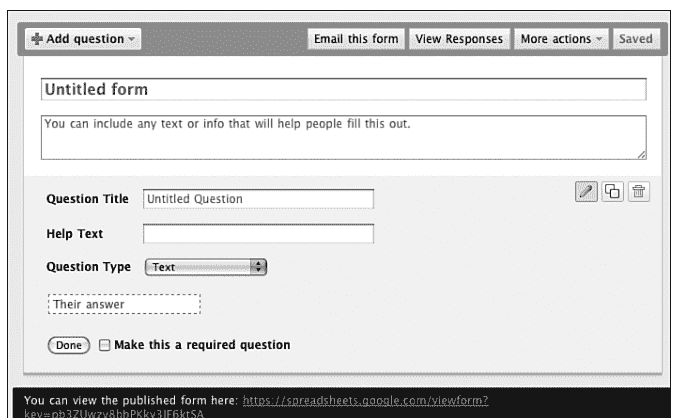 Add question
Email this form View Responses More actions Saved
Untitled form
You can include any text or info that will help people fill this out.
Question Title Untitled Question
Help Text
Question Type Text
Their answer
Done Make this a required question
You can view the published form here: https://spreadsheets.google.com/viewform?